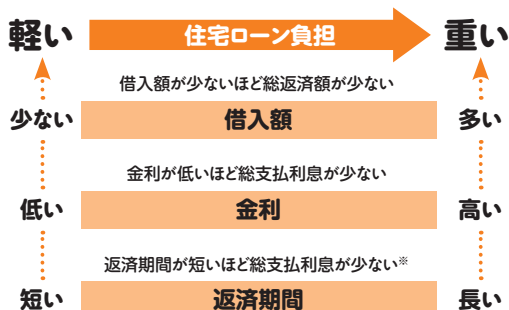 軽い 住宅ローン負担 重い
借入額が少ないほど総返済額が少ない
少ない 借入額 多い
金利が低いほど総支払利息が少ない
低い 金利 高い
返済期間が短いほど総支払利息が少ない※
短い 返済期間 長い